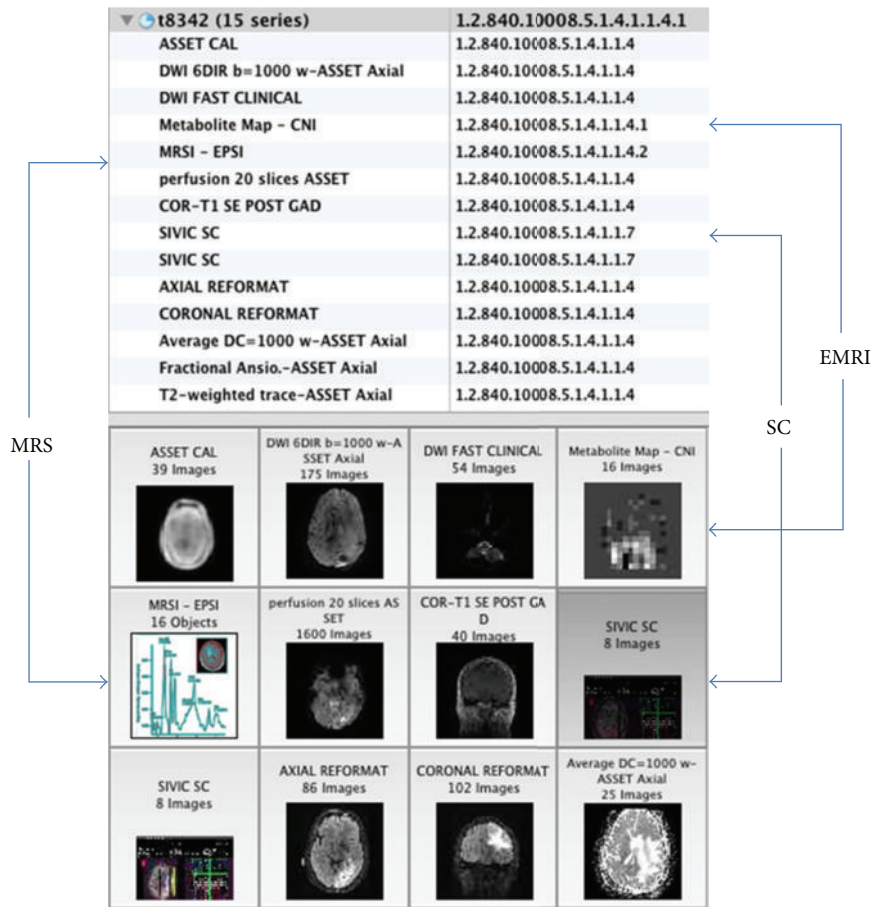 t8342 (15 series) 1.2.840.10008.5.1.4.1.1.4.1
ASSET CAL 1.2.840.10008.5.1.4.1.1.4
DWI 6DIR b=1000 w-ASSET Axial 1.2.840.10008.5.1.4.1.1.4
DWI FAST CLINICAL 1.2.840.10008.5.1.4.1.1.4
Metabolite Map - CNI 1.2.840.10008.5.1.4.1.1.4.1
MRSI - EPSI 1.2.840.10008.5.1.4.1.1.4.2
perfusion 20 slices ASSET 1.2.840.10008.5.1.4.1.1.4
COR-T1 SE POST GAD 1.2.840.10008.5.1.4.1.1.4
SIVIC SC 1.2.840.10008.5.1.4.1.1.7
SIVIC SC 1.2.840.10008.5.1.4.1.1.7
AXIAL REFORMAT 1.2.840.10008.5.1.4.1.1.4
CORONAL REFORMAT 1.2.840.10008.5.1.4.1.1.4
Average DC=1000 w-ASSET Axial 1.2.840.10008.5.1.4.1.1.4
Fractional Ansio.-ASSET Axial 1.2.840.10008.5.1.4.1.1.4
T2-weighted trace-ASSET Axial 1.2.840.10008.5.1.4.1.1.4
EMRI
SC
MRS
ASSET CAL
39 Images
DWI 6DIR b=1000 w-A
SSET Axial
175 Images
DWI FAST CLINICAL
54 Images
Metabolite Map - CNI
16 Images
MRSI - EPSI
16 Objects
perfusion 20 slices AS
SET
1600 Images
COR-T1 SE POST GA
D
40 Images
SIVIC SC
8 Images
SIVIC SC
8 Images
AXIAL REFORMAT
86 Images
CORONAL REFORMAT
102 Images
Average DC=1000 w-
ASSET Axial
25 Images